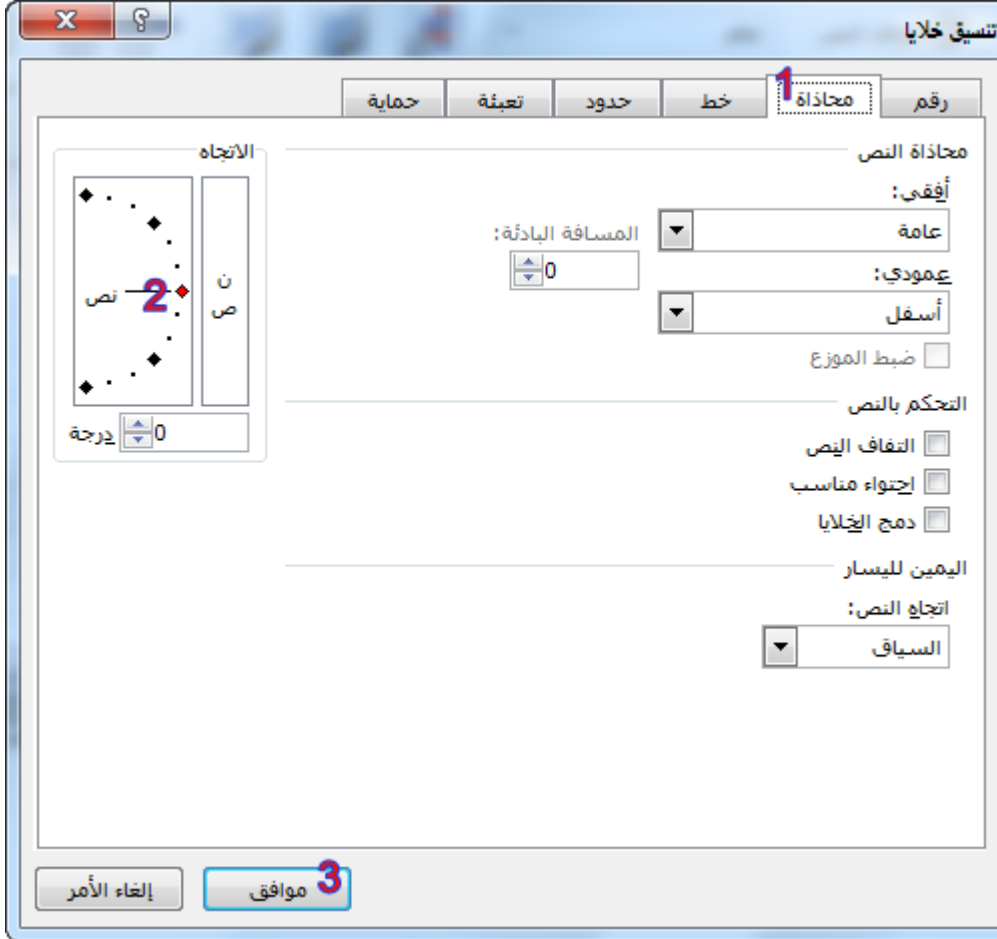 تنسيق خلايا
رقم
1
محاذاة
خط
حدود
تعبئة
حماية
محاذاة النص
أفقي:
عامة
المسافة البادئة:
0
عمودي:
أسفل
ضبط الموزع
التحكم بالنص
التفاف النص
احتواء مناسب
دمج الخلايا
اليمين لليسار
اتجاه النص:
السياق
الاتجاه
ن
ص
2 نص
0 درجة
3 موافق
إلغاء الأمر